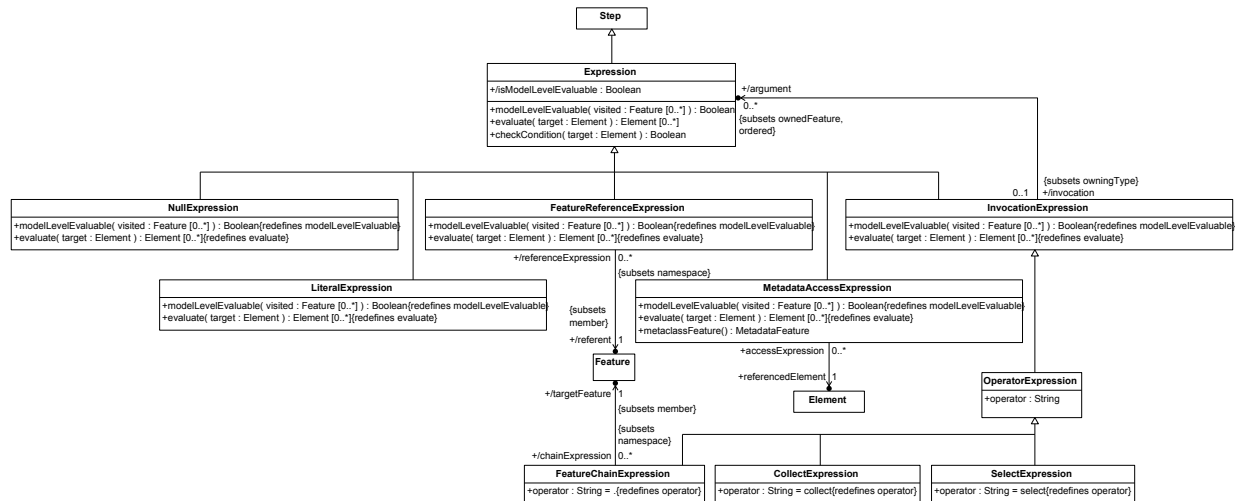 Step
Expression
+/isModelLevelEvaluable : Boolean
+modelLevelEvaluable( visited : Feature [0..*] ) : Boolean
+evaluate( target : Element ) : Element [0..*]
+checkCondition( target : Element ) : Boolean
+/argument
0..*
{subsets ownedFeature,
ordered}
{subsets owningType}
0..1
+/invocation
NullExpression
+modelLevelEvaluable( visited : Feature [0..*] ) : Boolean{redefines modelLevelEvaluable}
+evaluate( target : Element ) : Element [0..*]{redefines evaluate}
FeatureReferenceExpression
+modelLevelEvaluable( visited : Feature [0..*] ) : Boolean{redefines modelLevelEvaluable}
+evaluate( target : Element ) : Element [0..*]{redefines evaluate}
InvocationExpression
+modelLevelEvaluable( visited : Feature [0..*] ) : Boolean{redefines modelLevelEvaluable}
+evaluate( target : Element ) : Element [0..*]{redefines evaluate}
+/referenceExpression
0..*
{subsets namespace}
LiteralExpression
+modelLevelEvaluable( visited : Feature [0..*] ) : Boolean{redefines modelLevelEvaluable}
+evaluate( target : Element ) : Element [0..*]{redefines evaluate}
MetadataAccessExpression
+modelLevelEvaluable( visited : Feature [0..*] ) : Boolean{redefines modelLevelEvaluable}
+evaluate( target : Element ) : Element [0..*]{redefines evaluate}
+metaclassFeature() : MetadataFeature
{subsets
member}
+/referent
1
Feature
+accessExpression
0..*
+referencedElement
1
Element
+/targetFeature
1
{subsets member}
{subsets
namespace}
+/chainExpression
0..*
OperatorExpression
+operator : String
FeatureChainExpression
+operator : String = .{redefines operator}
CollectExpression
+operator : String = collect{redefines operator}
SelectExpression
+operator : String = select{redefines operator}